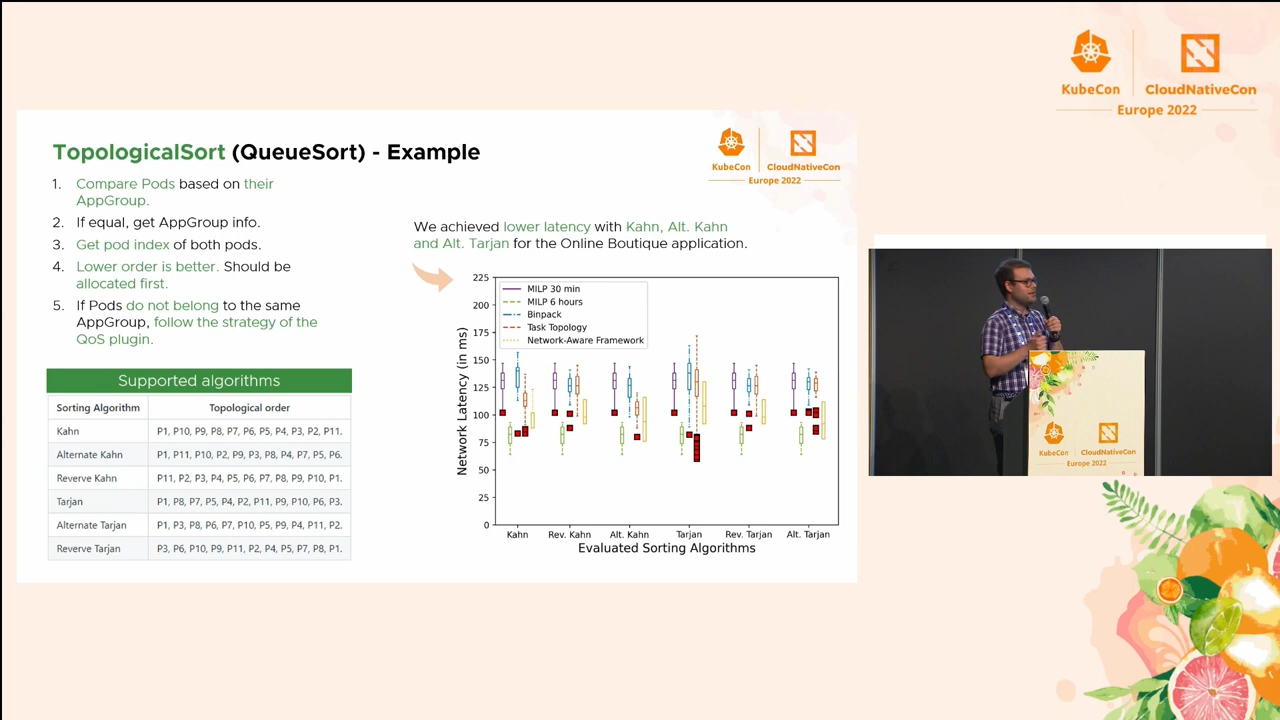 KubeCon
CloudNativeCon
Europe 2022
TopologicalSort (QueueSort) - Example
KubeCon
CloudNativeCon
Europe 2022
1. Compare Pods based on their
AppGroup.
2. If equal, get AppGroup info.
3. Get pod index of both pods.
4. Lower order is better. Should be
allocated first.
5. If Pods do not belong to the same
AppGroup, follow the strategy of the
QoS plugin.
Supported algorithms
Sorting Algorithm Topological order
Kahn P1, P10, P9, P8, P7, P6, P5, P4, P3, P2, P11.
Alternate Kahn P1, P11, P10, P2, P9, P3, P8, P4, P7, P5, P6.
Reverve Kahn P11, P2, P3, P4, P5, P6, P7, P8, P9, P10, P1.
Tarjan P1, P8, P7, P5, P4, P2, P11, P9, P10, P6, P3.
Alternate Tarjan P1, P3, P8, P6, P7, P10, P5, P9, P4, P11, P2.
Reverve Tarjan P3, P6, P10, P9, P11, P2, P4, P5, P7, P8, P1.
We achieved lower latency with Kahn, Alt. Kahn
and Alt. Tarjan for the Online Boutique application.
MILP 30 min
MILP 6 hours
Binpack
Task Topology
Network-Aware Framework
Network Latency (in ms)
225
200
175
150
125
100
75
50
25
0
Kahn Rev. Kahn Alt. Kahn Tarjan Rev. Tarjan Alt. Tarjan
Evaluated Sorting Algorithms
KubeCon
CloudNativeCon
Europe 2022